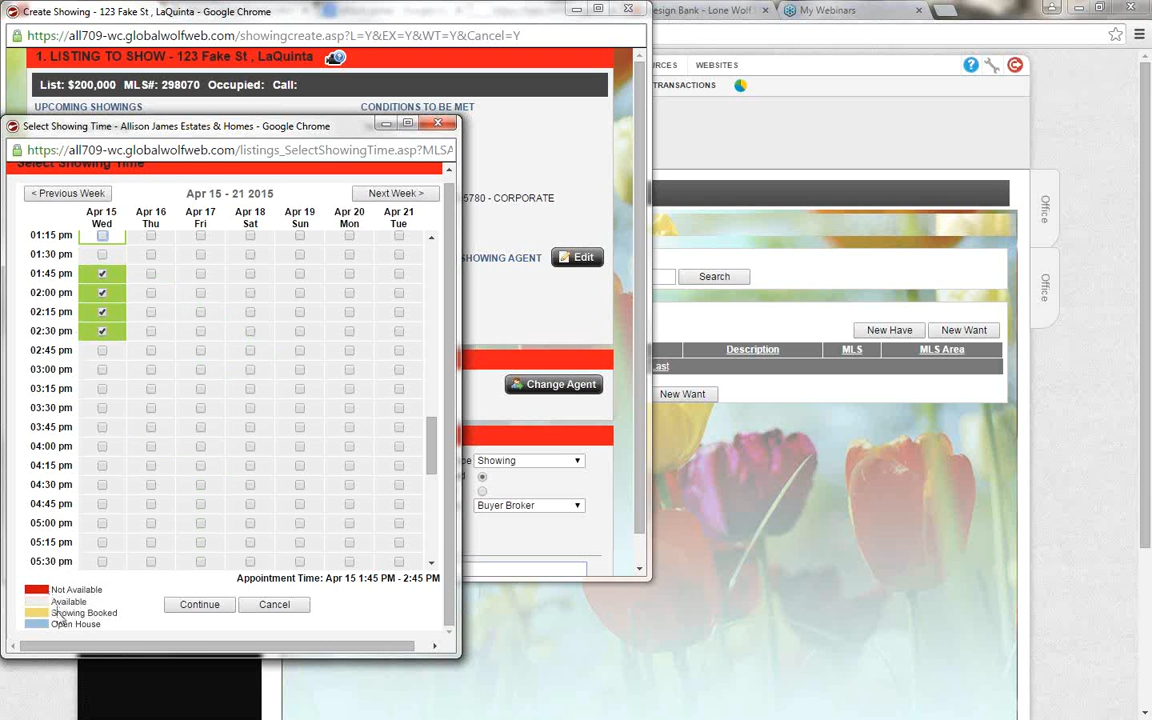 Create Showing - 123 Fake St , LaQuinta - Google Chrome
https://all709-wc.globalwolfweb.com/showingcreate.asp?L=Y&EX=Y&WT=Y&Cancel=Y
1. LISTING TO SHOW - 123 Fake St , LaQuinta
List: $200,000 MLS#: 298070 Occupied: Call:
UPCOMING SHOWINGS CONDITIONS TO BE MET
Select Showing Time - Allison James Estates & Homes - Google Chrome
https://all709-wc.globalwolfweb.com/listings_SelectShowingTime.asp?MLSA
Select Showing Time
< Previous Week Apr 15 - 21 2015 Next Week >
Apr 15 Apr 16 Apr 17 Apr 18 Apr 19 Apr 20 Apr 21
Wed Thu Fri Sat Sun Mon Tue
01:15 pm
01:30 pm
01:45 pm
02:00 pm
02:15 pm
02:30 pm
02:45 pm
03:00 pm
03:15 pm
03:30 pm
03:45 pm
04:00 pm
04:15 pm
04:30 pm
04:45 pm
05:00 pm
05:15 pm
05:30 pm
Appointment Time: Apr 15 1:45 PM - 2:45 PM
Not Available
Available
Showing Booked
Open House
Continue Cancel
5780 - CORPORATE
SHOWING AGENT Edit
Change Agent
pe Showing
d
Buyer Broker
esign Bank - Lone Wolf My Webinars
RCES WEBSITES
TRANSACTIONS
Office
Office
Search
New Have New Want
Description MLS MLS Area
ast
New Want